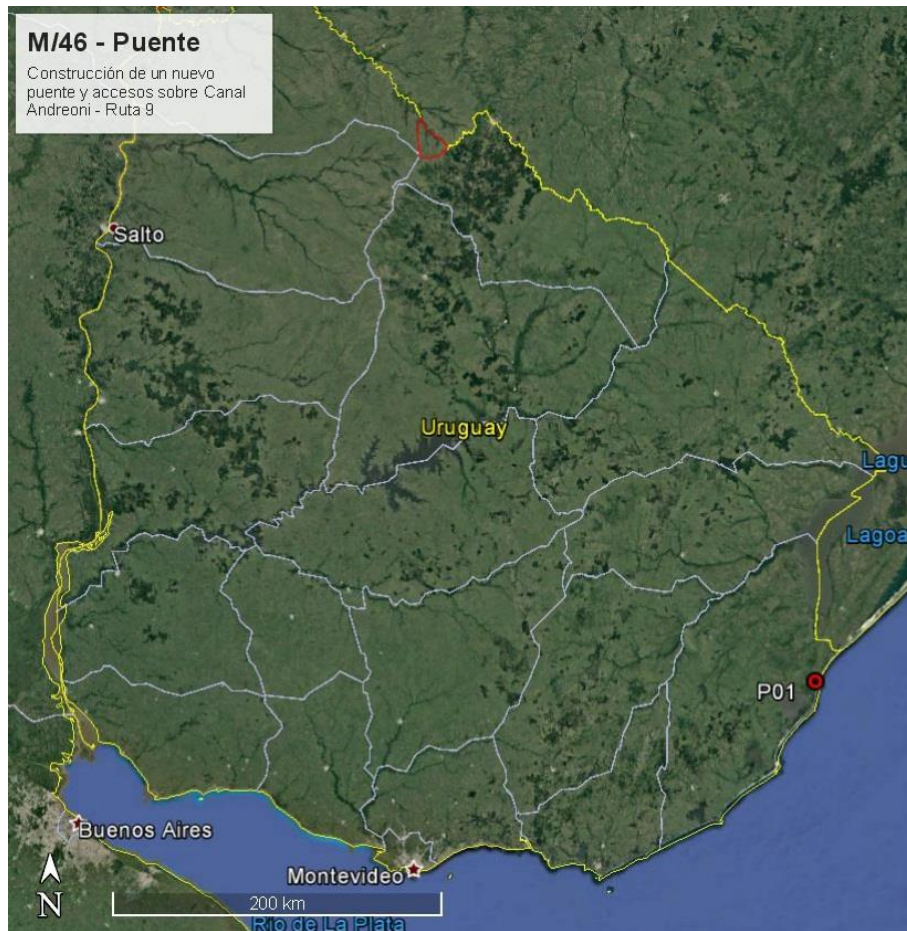 M/46 - Puente
Construcción de un nuevo
puente y accesos sobre Canal
Andreoni - Ruta 9
Salto
Uruguay
Lagu
Lagoa
P01
Buenos Aires
Montevideo
N
200 km
Río de La Plata